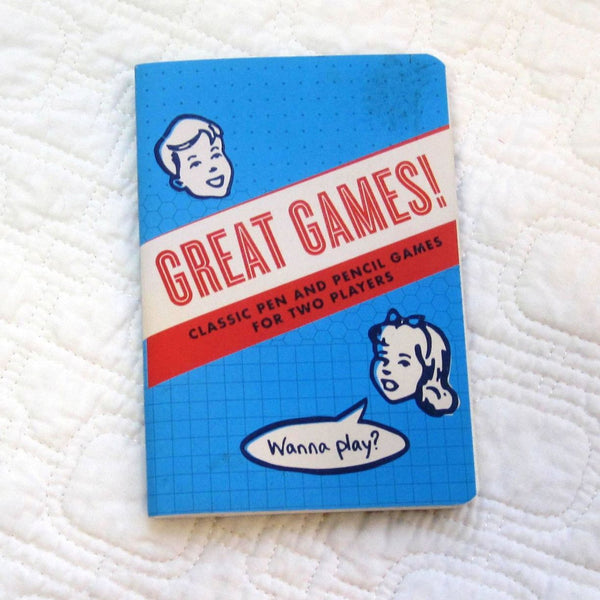 GREAT GAMES!
CLASSIC PEN AND PENCIL GAMES
FOR TWO PLAYERS
Wanna play?